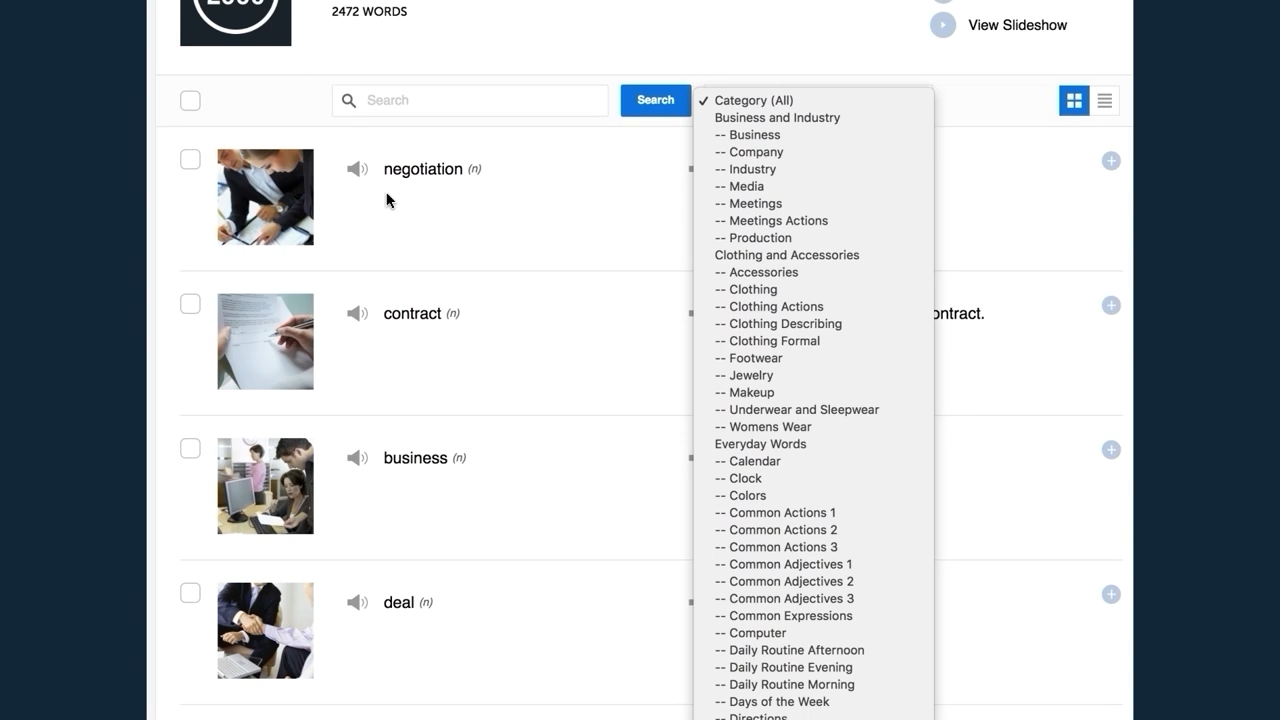 2000
2472 WORDS
View Slideshow
Search
Search
✓ Category (All)
Business and Industry
-- Business
-- Company
-- Industry
-- Media
-- Meetings
-- Meetings Actions
-- Production
Clothing and Accessories
-- Accessories
-- Clothing
-- Clothing Actions
-- Clothing Describing
-- Clothing Formal
-- Footwear
-- Jewelry
-- Makeup
-- Underwear and Sleepwear
-- Womens Wear
Everyday Words
-- Calendar
-- Clock
-- Colors
-- Common Actions 1
-- Common Actions 2
-- Common Actions 3
-- Common Adjectives 1
-- Common Adjectives 2
-- Common Adjectives 3
-- Common Expressions
-- Computer
-- Daily Routine Afternoon
-- Daily Routine Evening
-- Daily Routine Morning
-- Days of the Week
-- Directions
negotiation (n)
contract (n)
ontract.
business (n)
deal (n)